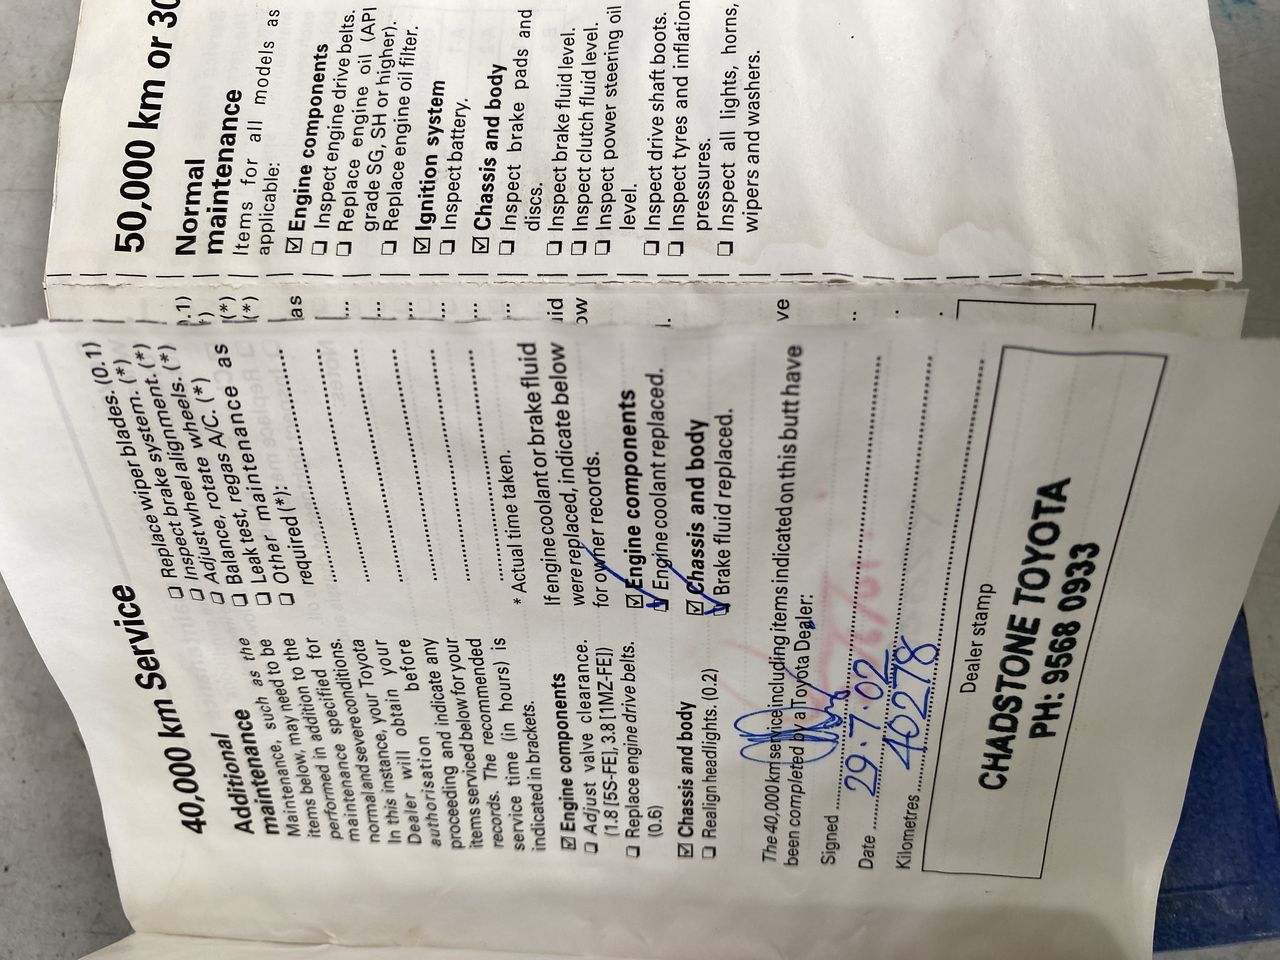 40,000 km Service
Additional
maintenance
Maintenance, such as the
items below, may need to be
performed in addition to the
maintenance specified for
normal and severe conditions.
In this instance, your Toyota
Dealer will obtain your
authorisation before
proceeding and indicate any
items serviced below for your
records. The recommended
service time (in hours) is
indicated in brackets.
☑ Engine components
❑ Adjust valve clearance.
(1.8 [5S-FE], 3.8 [1MZ-FE])
❑ Replace engine drive belts.
(0.6)
☑ Chassis and body
❑ Realign headlights. (0.2)
❑ Replace wiper blades. (0.1)
❑ Inspect brake system. (*)
❑ Adjust wheel alignment. (*)
❑ Balance, rotate wheels. (*)
❑ Leak test, regas A/C. (*)
❑ Other maintenance as
required (*):
* Actual time taken.
If engine coolant or brake fluid
were replaced, indicate below
for owner records.
☑ Engine components
Engine coolant replaced.
☑ Chassis and body
Brake fluid replaced.
The 40,000 km service including items indicated on this butt have
been completed by a Toyota Dealer:
Signed
Date 29.7.02
Kilometres 40278
Dealer stamp
CHADSTONE TOYOTA
PH: 9568 0933
50,000 km or 30
Normal
maintenance
Items for all models as
applicable:
☑ Engine components
❑ Inspect engine drive belts.
❑ Replace engine oil (API
grade SG, SH or higher).
❑ Replace engine oil filter.
☑ Ignition system
❑ Inspect battery.
☑ Chassis and body
❑ Inspect brake pads and
discs.
❑ Inspect brake fluid level.
❑ Inspect clutch fluid level.
❑ Inspect power steering oil
level.
❑ Inspect drive shaft boots.
❑ Inspect tyres and inflation
pressures.
❑ Inspect all lights, horns,
wipers and washers.